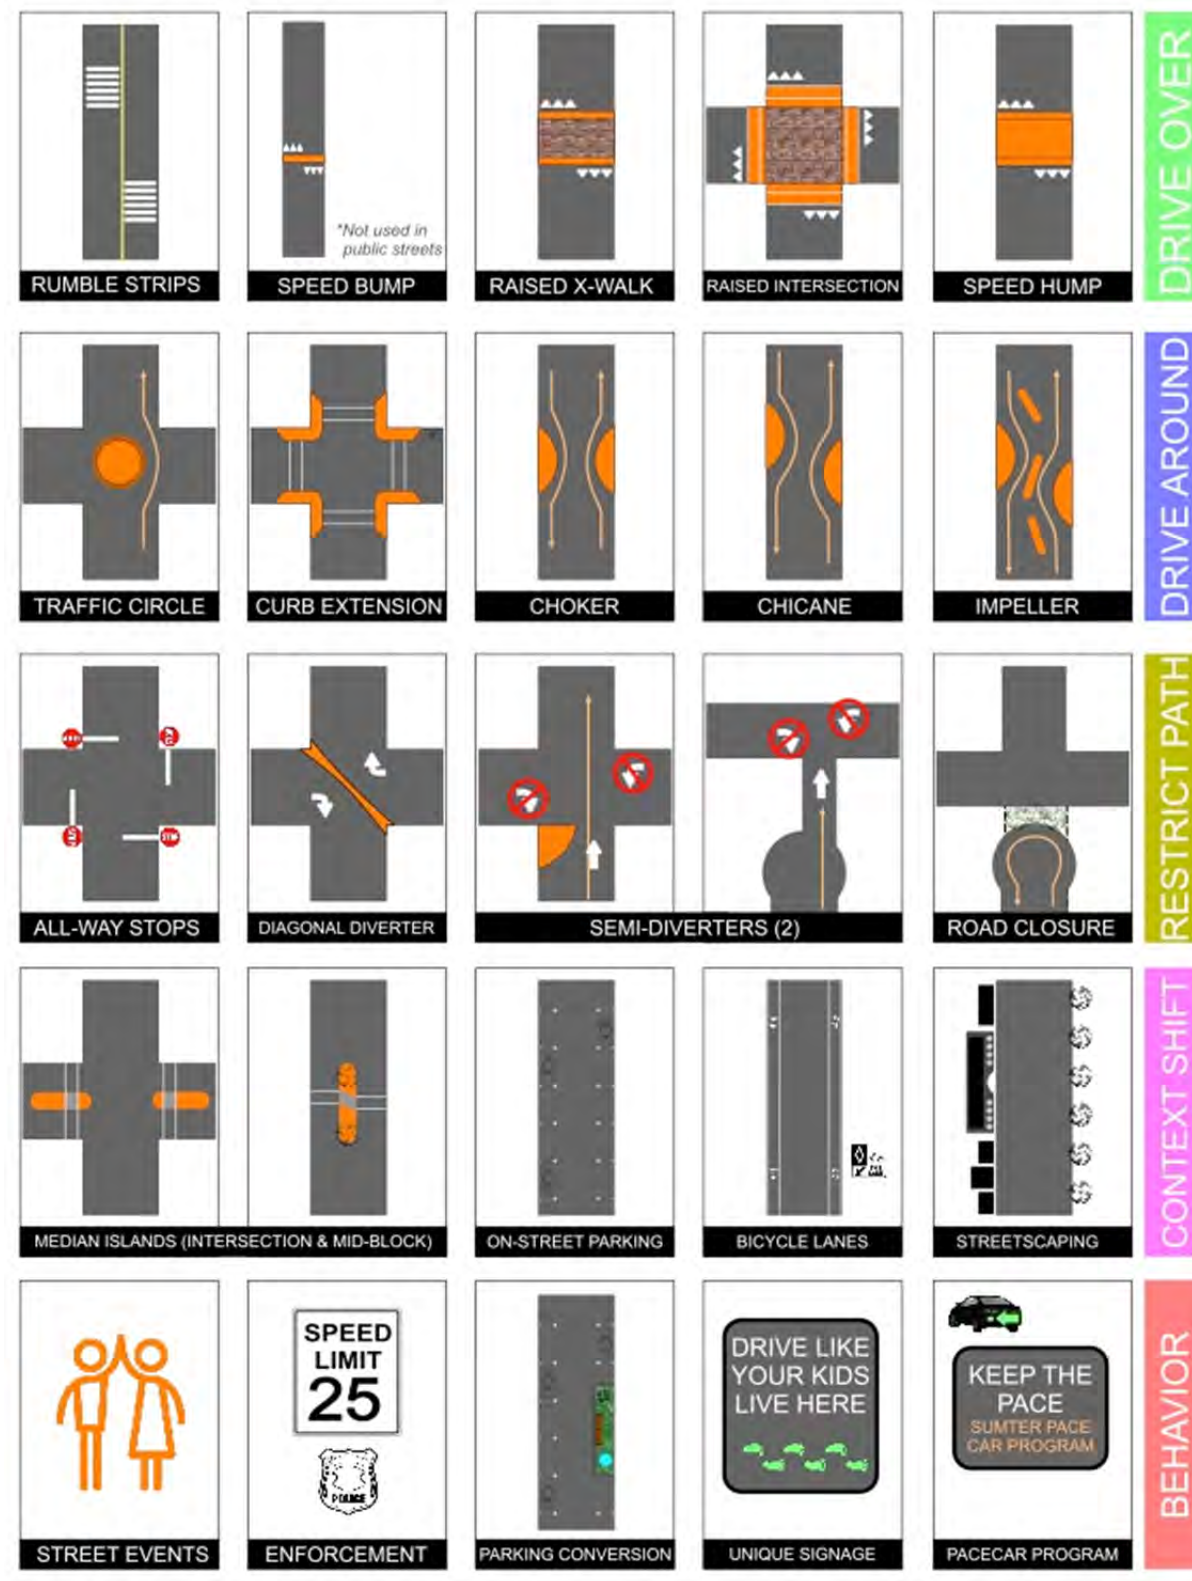 *Not used in
public streets
RUMBLE STRIPS
SPEED BUMP
RAISED X-WALK
RAISED INTERSECTION
SPEED HUMP
DRIVE OVER
TRAFFIC CIRCLE
CURB EXTENSION
CHOKER
CHICANE
IMPELLER
DRIVE AROUND
ALL-WAY STOPS
DIAGONAL DIVERTER
SEMI-DIVERTERS (2)
ROAD CLOSURE
RESTRICT PATH
MEDIAN ISLANDS (INTERSECTION & MID-BLOCK)
ON-STREET PARKING
BICYCLE LANES
STREETSCAPING
CONTEXT SHIFT
SPEED
LIMIT
25
POLICE
DRIVE LIKE
YOUR KIDS
LIVE HERE
KEEP THE
PACE
SUMTER PACE
CAR PROGRAM
STREET EVENTS
ENFORCEMENT
PARKING CONVERSION
UNIQUE SIGNAGE
PACECAR PROGRAM
BEHAVIOR